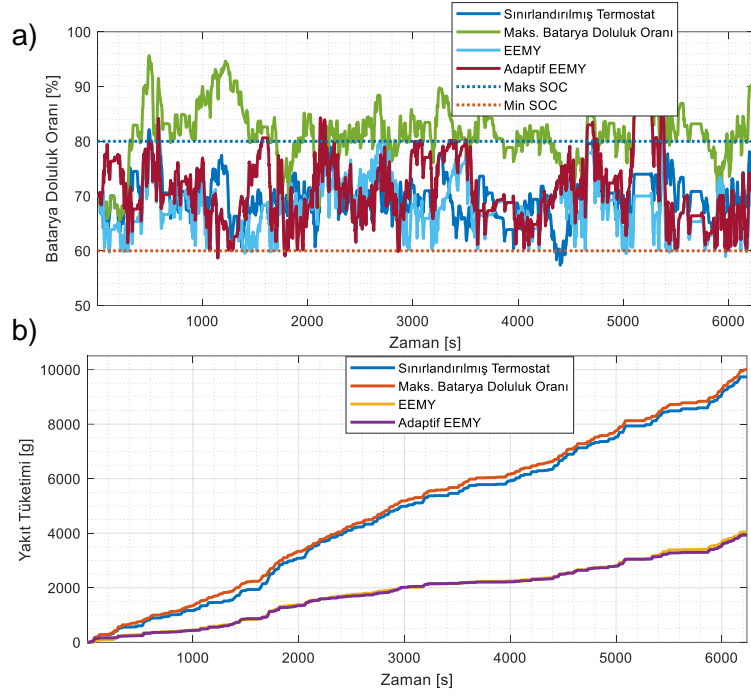 a)
Sınırlandırılmış Termostat
Maks. Batarya Doluluk Oranı
EEMY
Adaptif EEMY
Maks SOC
Min SOC
100
90
80
70
60
50
Batarya Doluluk Oranı [%]
1000 2000 3000 4000 5000 6000
Zaman [s]
b)
Sınırlandırılmış Termostat
Maks. Batarya Doluluk Oranı
EEMY
Adaptif EEMY
10000
8000
6000
4000
2000
0
Yakıt Tüketimi [g]
1000 2000 3000 4000 5000 6000
Zaman [s]